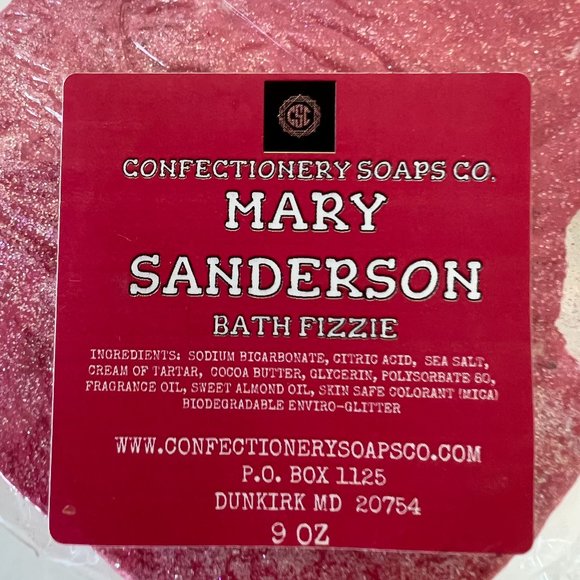 CSC
CONFECTIONERY SOAPS CO.
MARY
SANDERSON
BATH FIZZIE
INGREDIENTS: SODIUM BICARBONATE, CITRIC ACID, SEA SALT,
CREAM OF TARTAR, COCOA BUTTER, GLYCERIN, POLYSORBATE 80,
FRAGRANCE OIL, SWEET ALMOND OIL, SKIN SAFE COLORANT (MICA)
BIODEGRADABLE ENVIRO-GLITTER
WWW.CONFECTIONERYSOAPSCO.COM
P.O. BOX 1125
DUNKIRK MD 20754
9 OZ